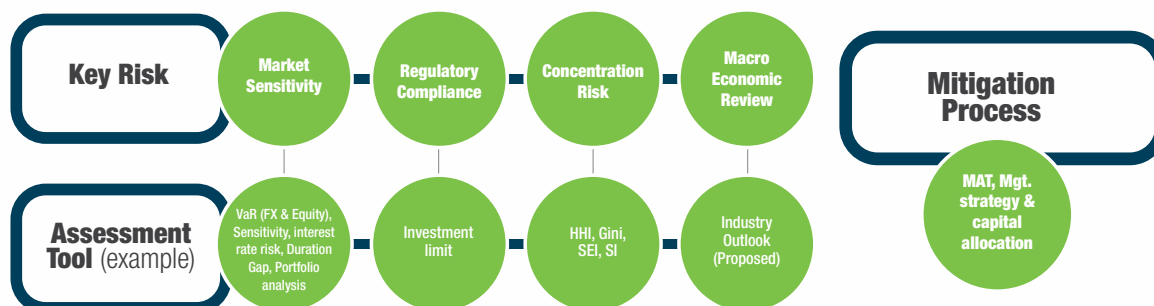 Key Risk
Market
Sensitivity
Regulatory
Compliance
Concentration
Risk
Macro
Economic
Review
Mitigation
Process
MAT, Mgt.
strategy &
capital
allocation
Assessment
Tool (example)
VaR (FX & Equity),
Sensitivity, interest
rate risk, Duration
Gap, Portfolio
analysis
Investment
limit
HHI, Gini,
SEI, SI
Industry
Outlook
(Proposed)